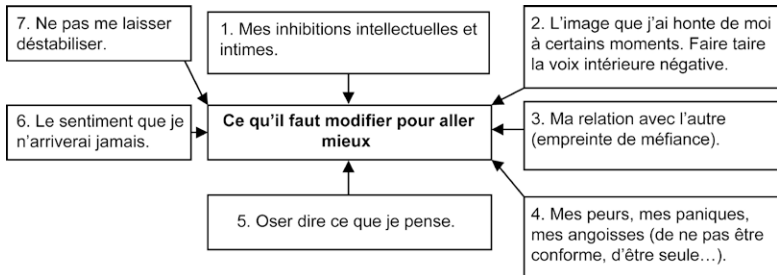 7. Ne pas me laisser
déstabiliser.
1. Mes inhibitions intellectuelles et
intimes.
2. L'image que j'ai honte de moi
à certains moments. Faire taire
la voix intérieure négative.
6. Le sentiment que je
n'arriverai jamais.
Ce qu'il faut modifier pour aller
mieux
3. Ma relation avec l'autre
(empreinte de méfiance).
5. Oser dire ce que je pense.
4. Mes peurs, mes paniques,
mes angoisses (de ne pas être
conforme, d'être seule…).